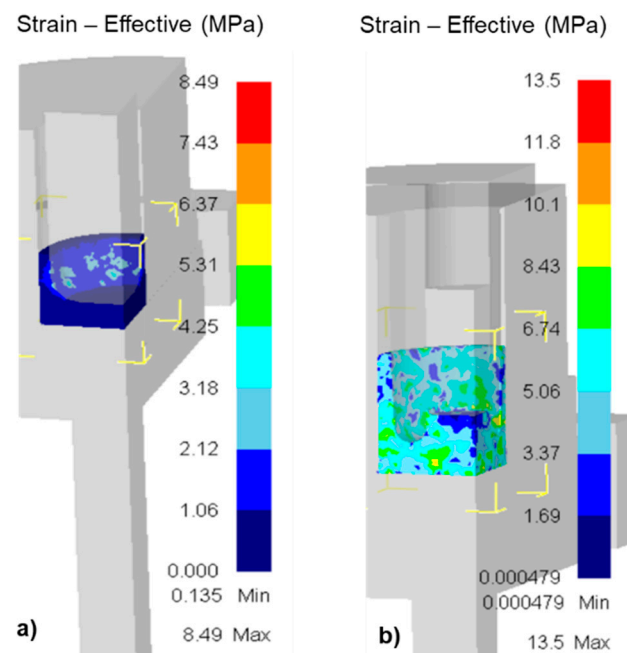 Strain – Effective (MPa)
8.49
7.43
6.37
5.31
4.25
3.18
2.12
1.06
0.000
0.135 Min
a)
8.49 Max
Strain – Effective (MPa)
13.5
11.8
10.1
8.43
6.74
5.06
3.37
1.69
0.000479
0.000479 Min
b)
13.5 Max